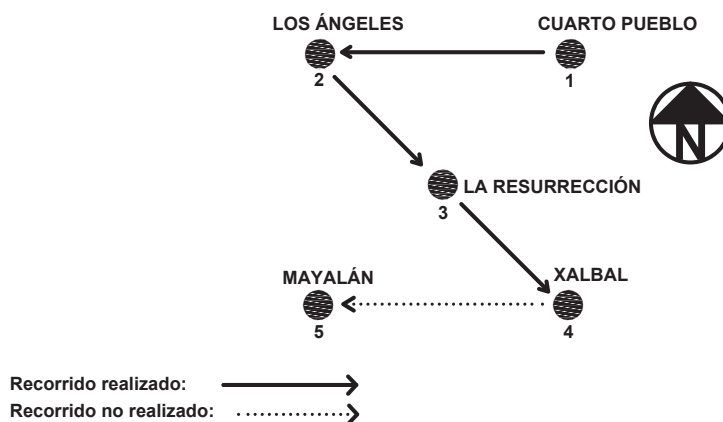 LOS ÁNGELES
CUARTO PUEBLO
2
1
N
LA RESURRECCIÓN
3
MAYALÁN
XALBAL
5
4
Recorrido realizado:
Recorrido no realizado: